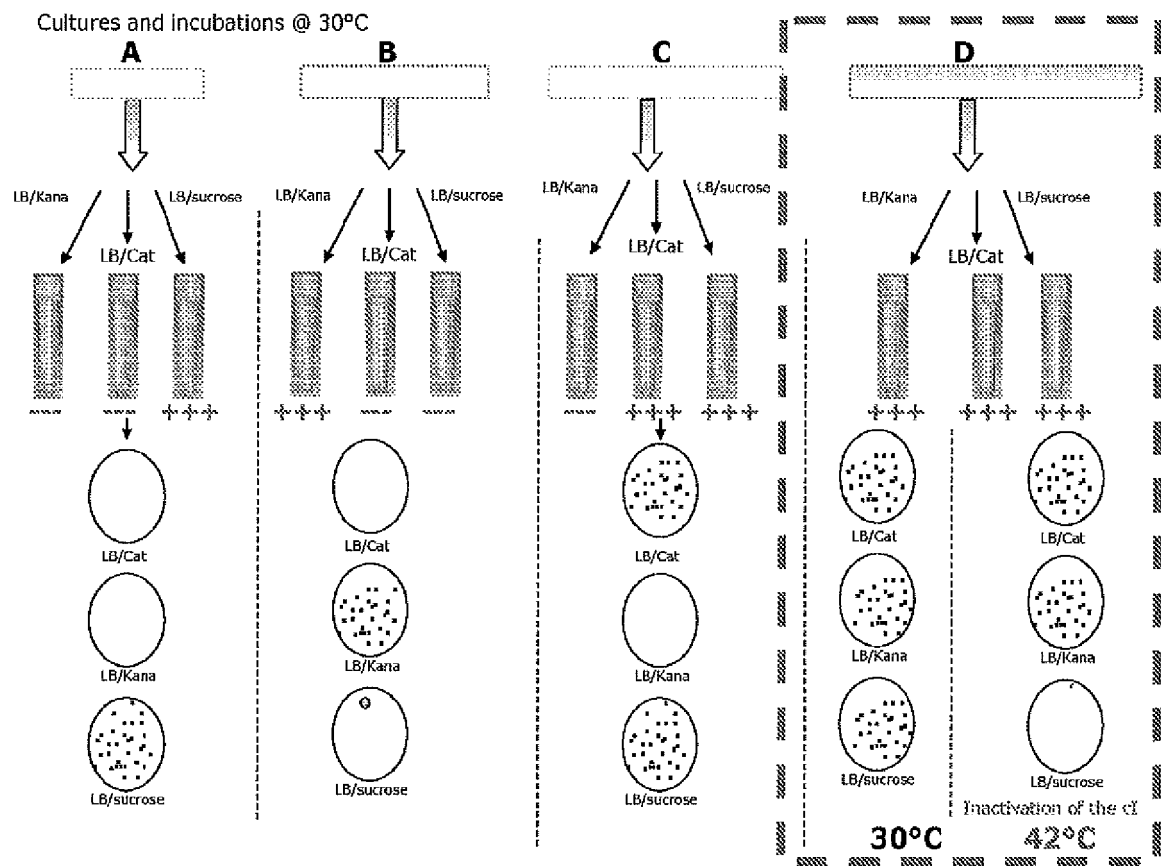 Cultures and incubations @ 30°C
A
B
C
D
LB/Kana
LB/sucrose
LB/Cat
LB/Kana
LB/sucrose
LB/Cat
LB/Kana
LB/sucrose
LB/Cat
LB/Kana
LB/sucrose
LB/Cat
---
---
+++
+++
---
---
---
+++
+++
+++
+++
+++
LB/Cat
LB/Kana
LB/sucrose
LB/Cat
LB/Kana
LB/sucrose
LB/Cat
LB/Kana
LB/sucrose
LB/Cat
LB/Kana
LB/sucrose
LB/Cat
LB/Kana
LB/sucrose
Inactivation of the cI
30°C
42°C